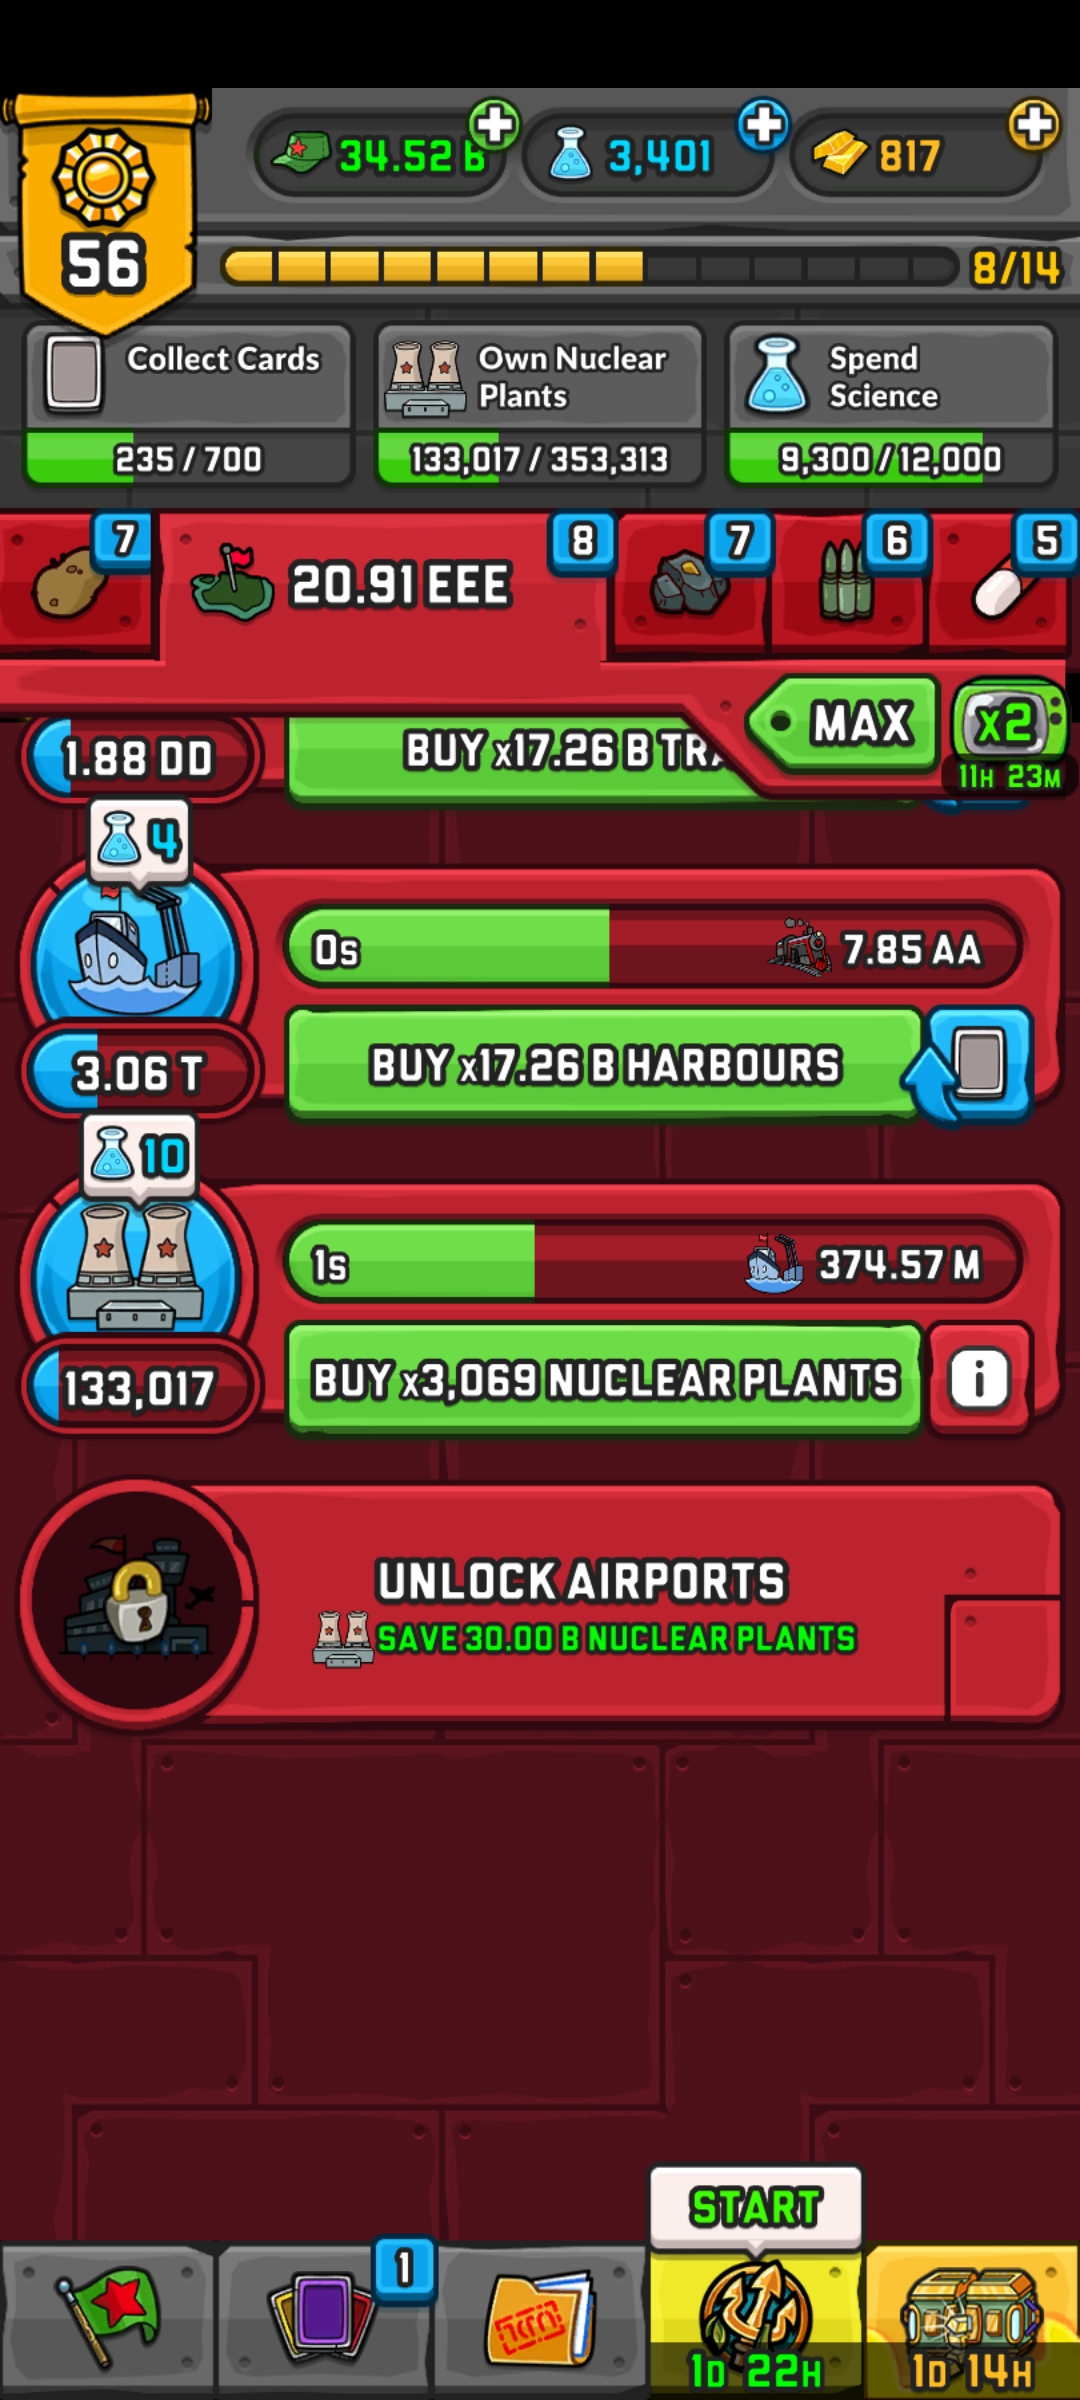 34.52 B
3,401
817
56
8/14
Collect Cards
235 / 700
Own Nuclear
Plants
133,017 / 353,313
Spend
Science
9,300 / 12,000
7
20.91 EEE
8
7
6
5
MAX
x2
11H 23M
1.88 DD
BUY x17.26 B TRA
4
0s
7.85 AA
3.06 T
BUY x17.26 B HARBOURS
10
1s
374.57 M
133,017
BUY x3,069 NUCLEAR PLANTS
i
UNLOCK AIRPORTS
SAVE 30.00 B NUCLEAR PLANTS
START
1
1D 22H
1D 14H